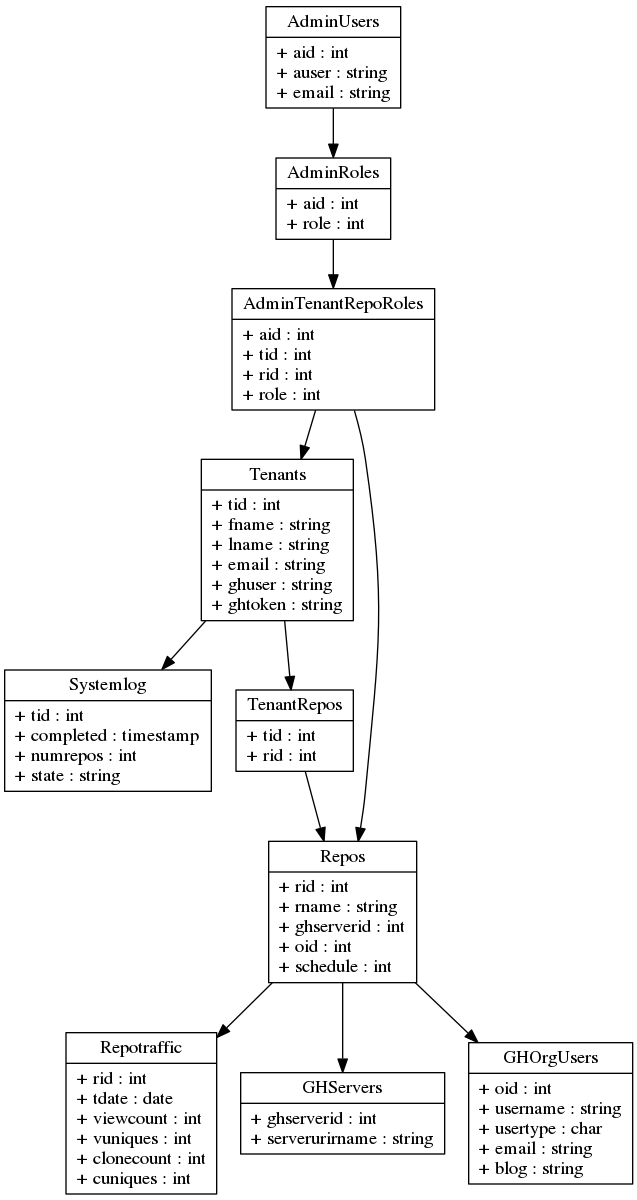 AdminUsers
+ aid : int
+ auser : string
+ email : string
AdminRoles
+ aid : int
+ role : int
AdminTenantRepoRoles
+ aid : int
+ tid : int
+ rid : int
+ role : int
Tenants
+ tid : int
+ fname : string
+ lname : string
+ email : string
+ ghuser : string
+ ghtoken : string
Systemlog
+ tid : int
+ completed : timestamp
+ numrepos : int
+ state : string
TenantRepos
+ tid : int
+ rid : int
Repos
+ rid : int
+ rname : string
+ ghserverid : int
+ oid : int
+ schedule : int
Repotraffic
+ rid : int
+ tdate : date
+ viewcount : int
+ vuniques : int
+ clonecount : int
+ cuniques : int
GHServers
+ ghserverid : int
+ serverurirname : string
GHOrgUsers
+ oid : int
+ username : string
+ usertype : char
+ email : string
+ blog : string